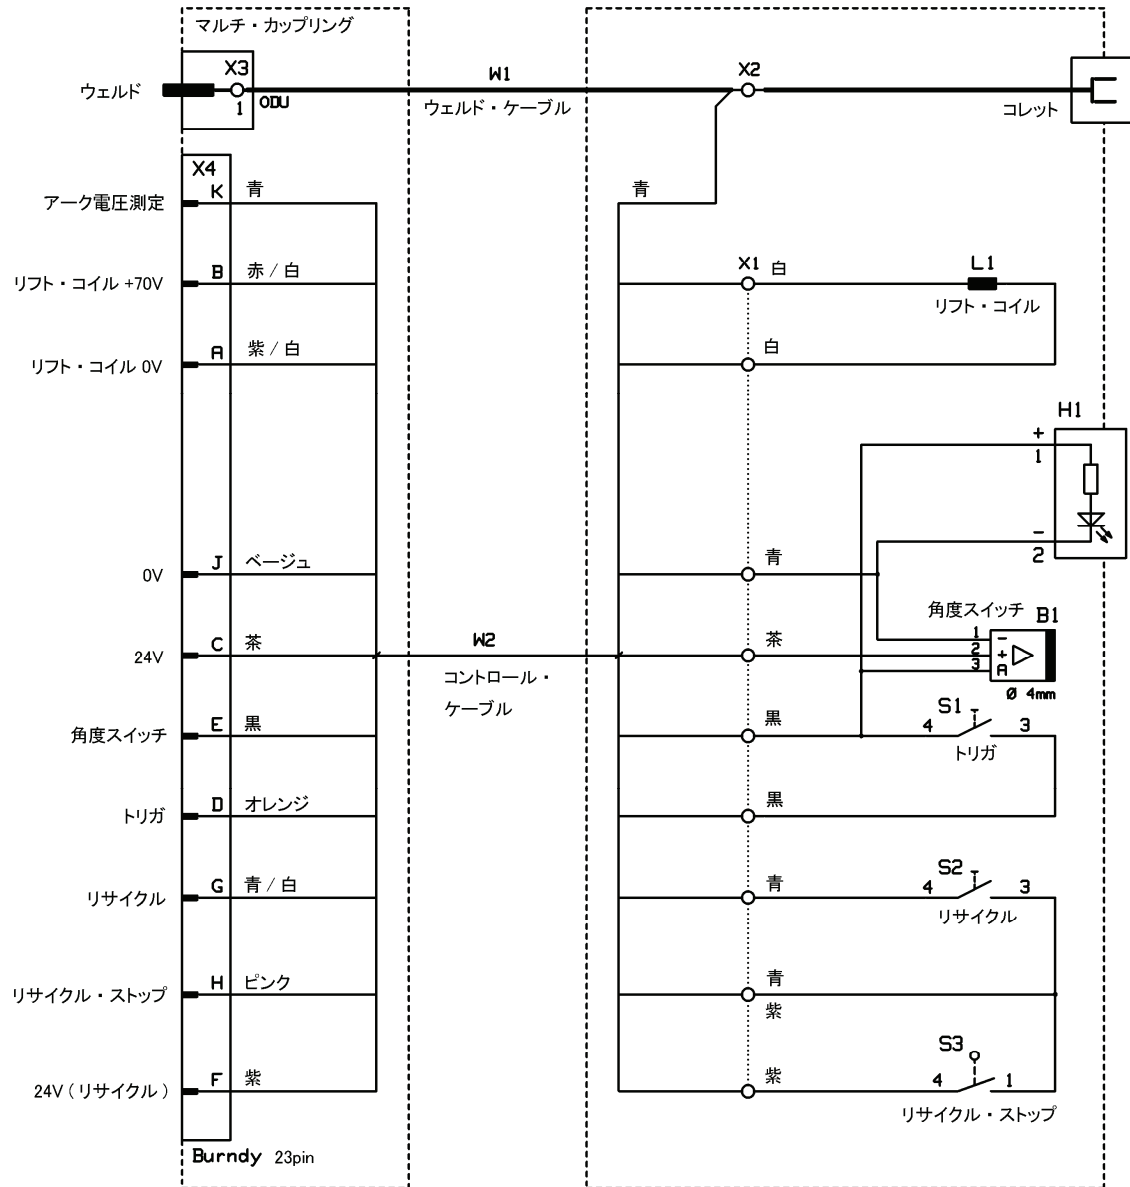 マルチ・カップリング
ウェルド
X3
1
ODU
W1
ウェルド・ケーブル
X2
コレット
X4
アーク電圧測定
K
青
青
リフト・コイル +70V
B
赤 / 白
X1
白
L1
リフト・コイル
リフト・コイル 0V
A
紫 / 白
白
H1
+
1
-
2
0V
J
ベージュ
青
角度スイッチ
B1
24V
C
茶
W2
コントロール・
ケーブル
茶
1
-
2
+
3
A
Ø 4mm
角度スイッチ
E
黒
黒
S1
4
3
トリガ
トリガ
D
オレンジ
黒
リサイクル
G
青 / 白
青
S2
4
3
リサイクル
リサイクル・ストップ
H
ピンク
青
紫
24V ( リサイクル )
F
紫
紫
S3
4
1
リサイクル・ストップ
Burndy 23pin